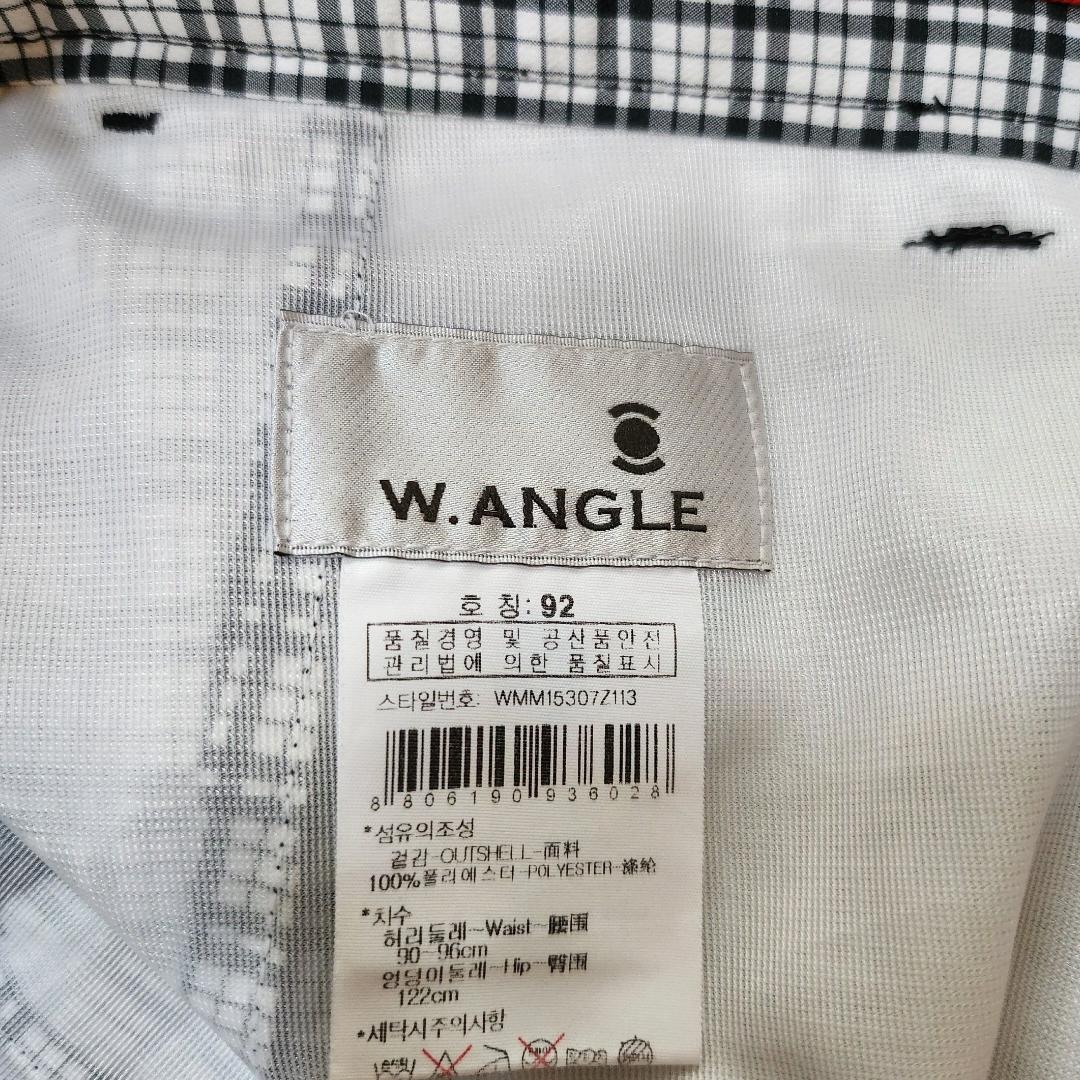 W.ANGLE
호 칭: 92
품질경영 및 공산품안전
관리법에 의한 품질표시
스타일번호: WMM15307Z113
8 806190 936028
*섬유의조성
겉감-OUTSHELL-面料
100%폴리에스터-POLYESTER-涤纶
*치수
허리둘레-Waist-腰围
90-96cm
엉덩이둘레-Hip-臀围
122cm
*세탁시주의사항